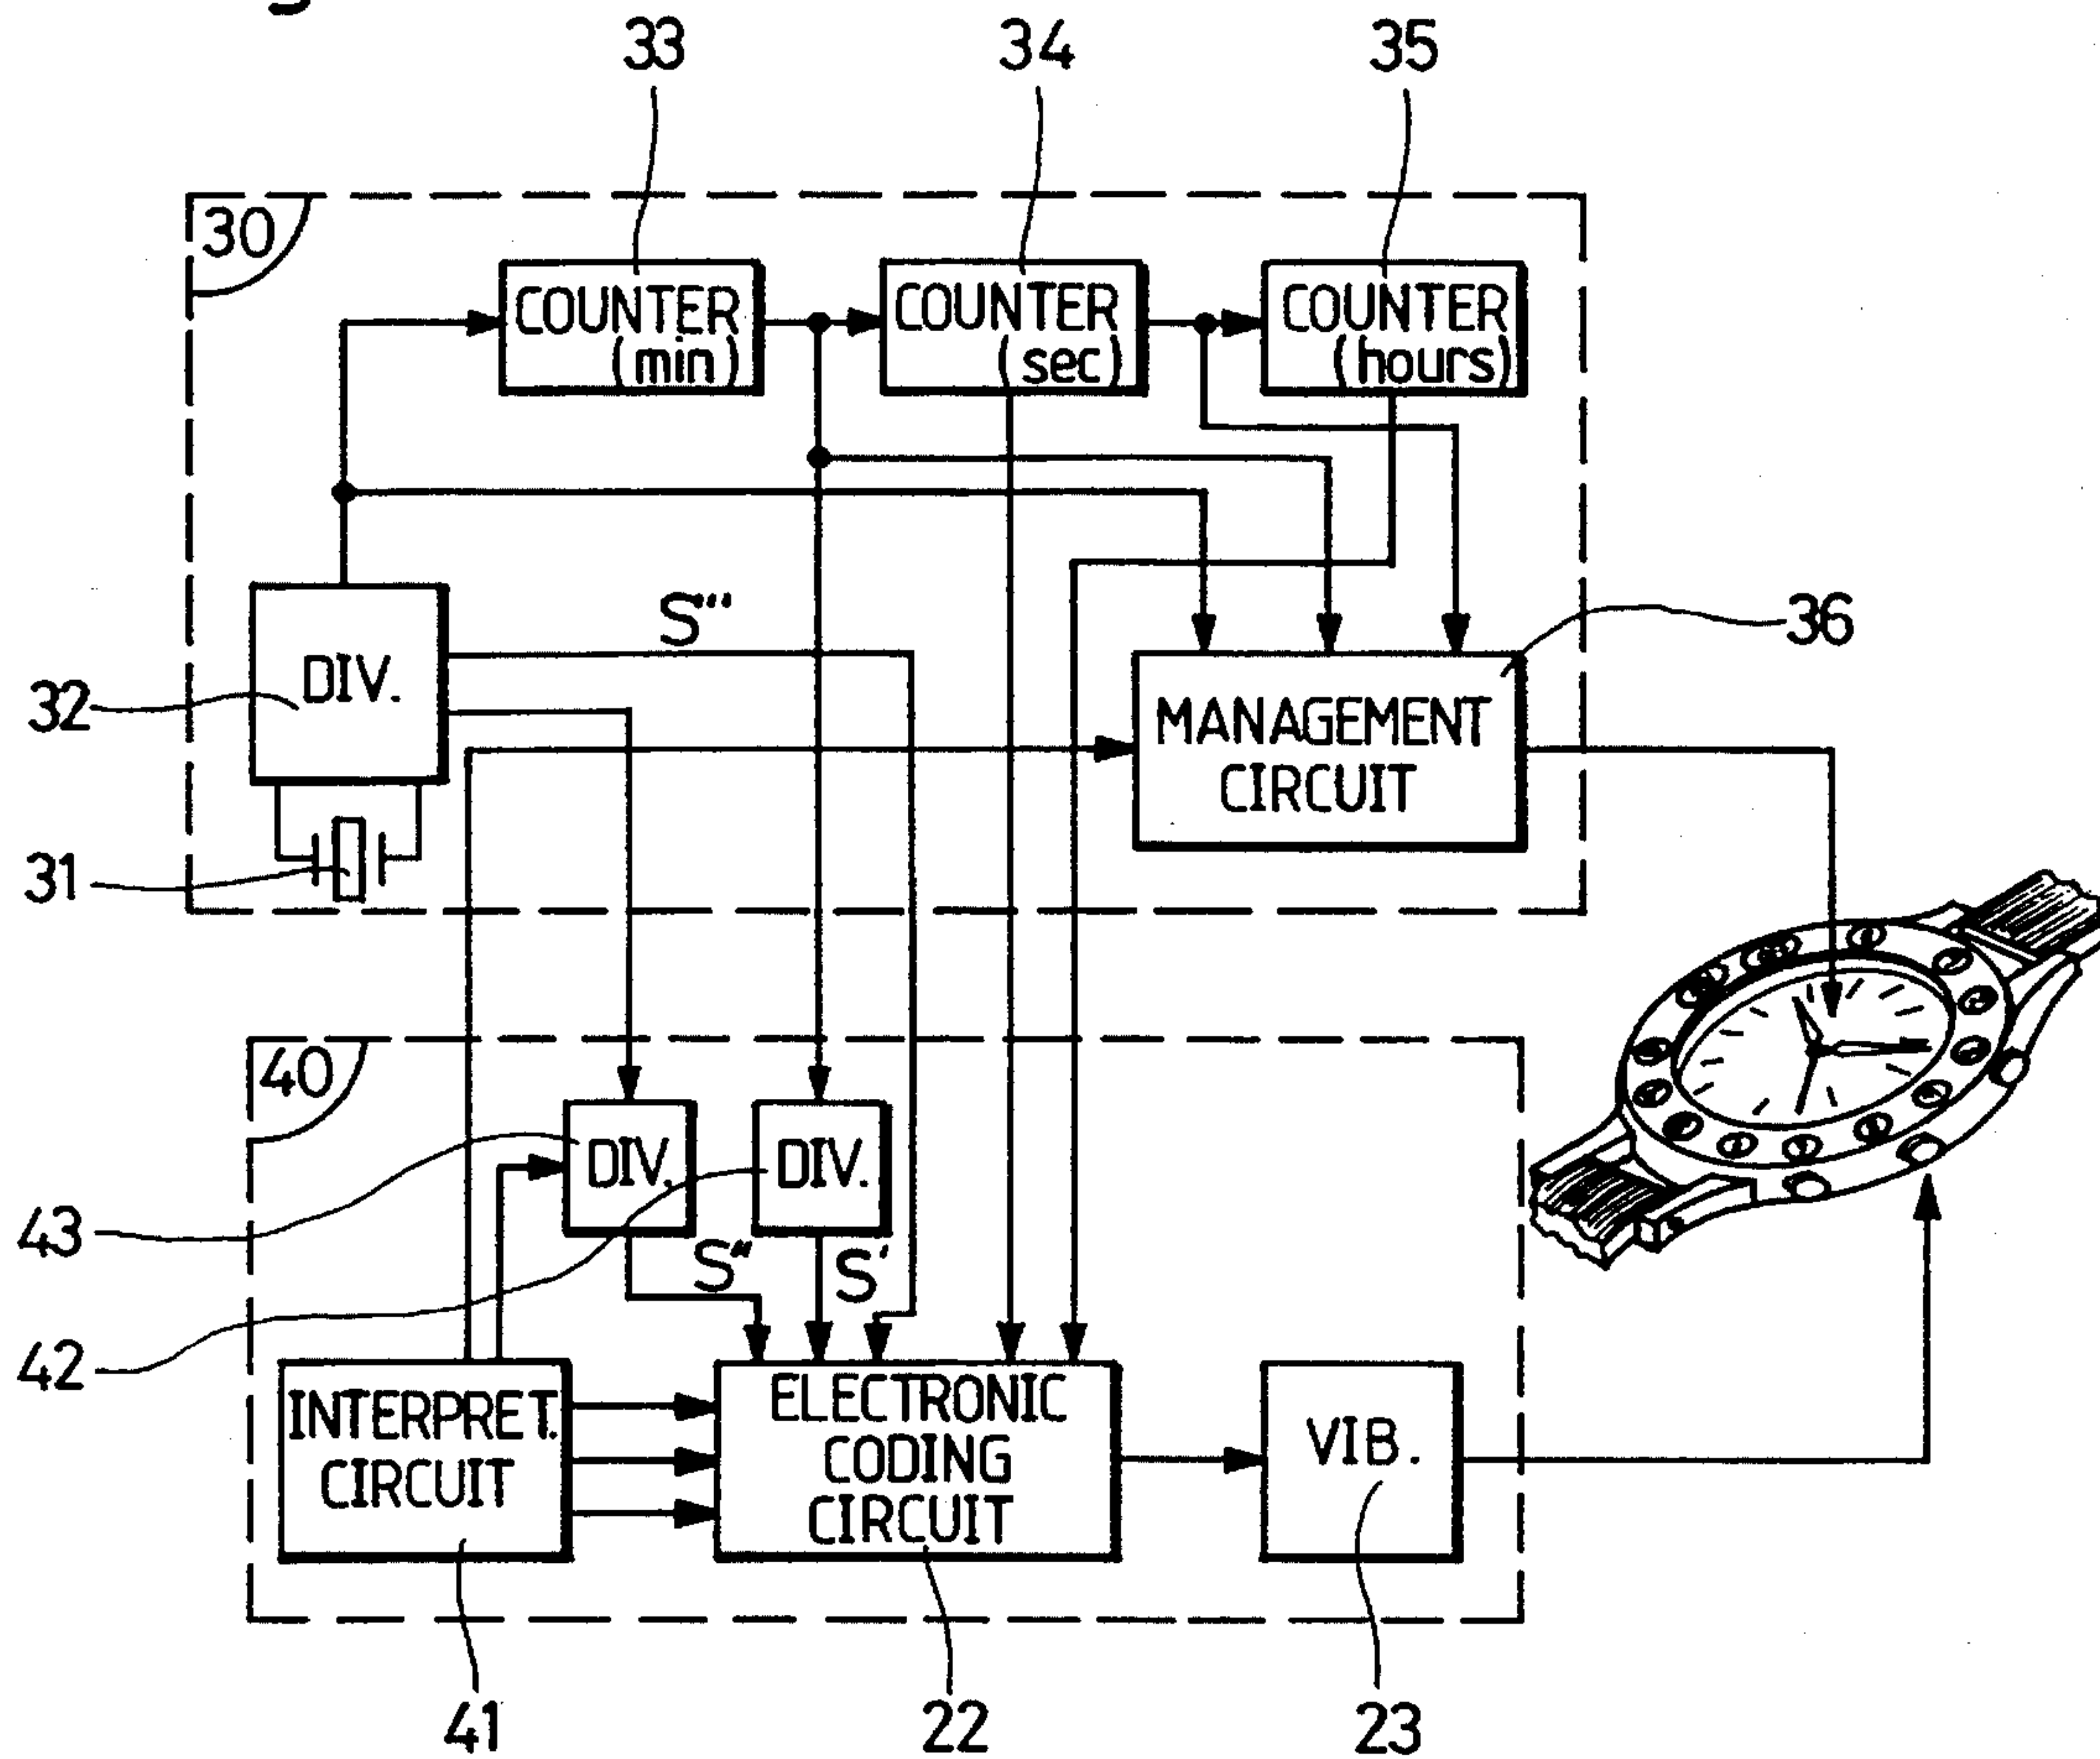 33
34
35
30
COUNTER
(min)
COUNTER
(sec)
COUNTER
(hours)
S'''
36
DIV.
32
MANAGEMENT
CIRCUIT
31
40
DIV.
DIV.
43
S''
S'
42
INTERPRET.
CIRCUIT
ELECTRONIC
CODING
CIRCUIT
VIB.
41
22
23